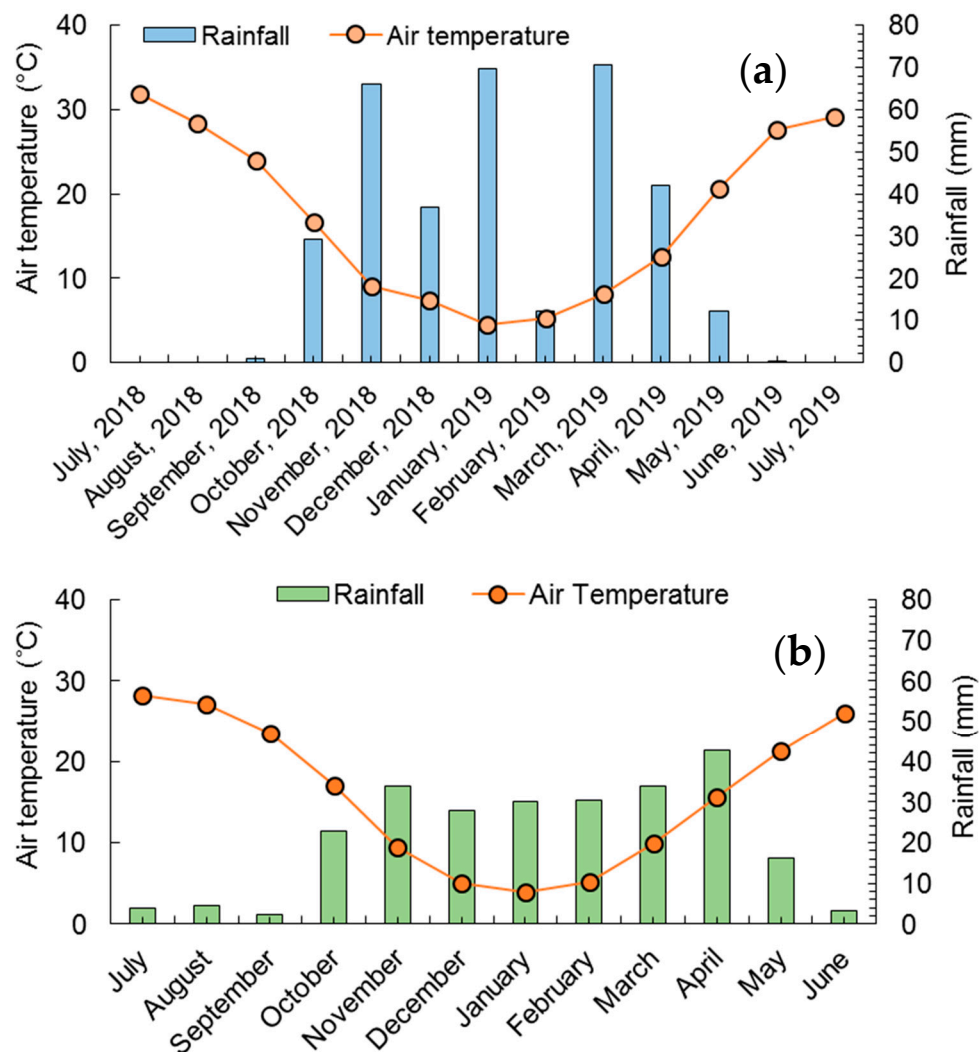 Rainfall Air temperature
(a)
Air temperature (°C)
40
30
20
10
0
Rainfall (mm)
80
70
60
50
40
30
20
10
0
July, 2018
August, 2018
September, 2018
October, 2018
November, 2018
December, 2018
January, 2019
February, 2019
March, 2019
April, 2019
May, 2019
June, 2019
July, 2019
Rainfall Air Temperature
(b)
Air temperature (°C)
40
30
20
10
0
Rainfall (mm)
80
70
60
50
40
30
20
10
0
July
August
September
October
November
December
January
February
March
April
May
June